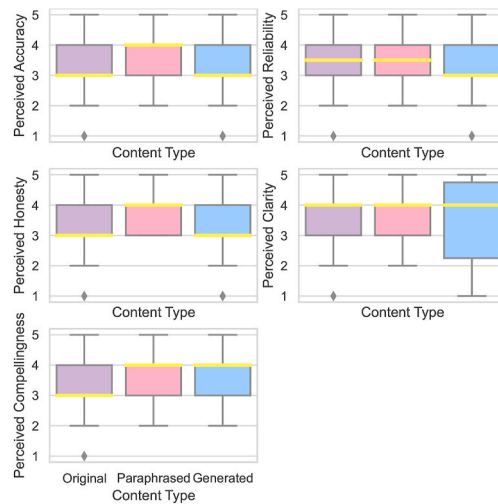 Perceived Accuracy
5
4
3
2
1
Content Type
Perceived Reliability
5
4
3
2
1
Content Type
Perceived Honesty
5
4
3
2
1
Content Type
Perceived Clarity
5
4
3
2
1
Content Type
Perceived Compellingness
5
4
3
2
1
Original Paraphrased Generated
Content Type